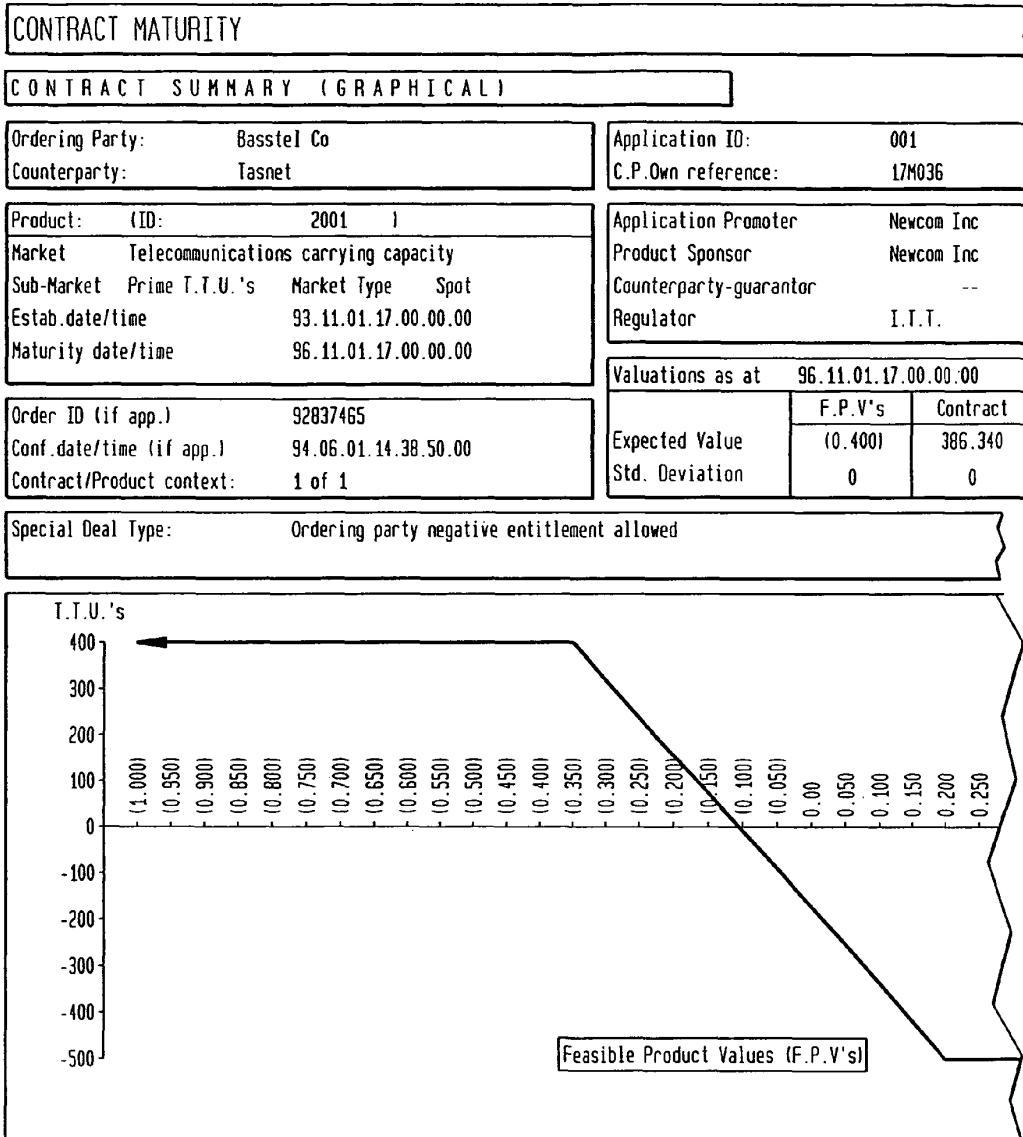 CONTRACT MATURITY
CONTRACT SUMMARY (GRAPHICAL)
Ordering Party: Basstel Co
Counterparty: Tasnet
Application ID: 001
C.P.Own reference: 17M036
Product: (ID: 2001 )
Market Telecommunications carrying capacity
Sub-Market Prime T.T.U.'s Market Type Spot
Estab.date/time 93.11.01.17.00.00.00
Maturity date/time 96.11.01.17.00.00.00
Application Promoter Newcom Inc
Product Sponsor Newcom Inc
Counterparty-guarantor --
Regulator I.T.T.
Order ID (if app.) 92837465
Conf.date/time (if app.) 94.06.01.14.38.50.00
Contract/Product context: 1 of 1
Valuations as at 96.11.01.17.00.00.00
F.P.V's Contract
Expected Value (0.400) 386.340
Std. Deviation 0 0
Special Deal Type: Ordering party negative entitlement allowed
T.T.U.'s
400
300
200
100
0
-100
-200
-300
-400
-500
(1.000) (0.950) (0.900) (0.850) (0.800) (0.750) (0.700) (0.650) (0.600) (0.550) (0.500) (0.450) (0.400) (0.350) (0.300) (0.250) (0.200) (0.150) (0.100) (0.050) 0.00 0.050 0.100 0.150 0.200 0.250
Feasible Product Values (F.P.V's)